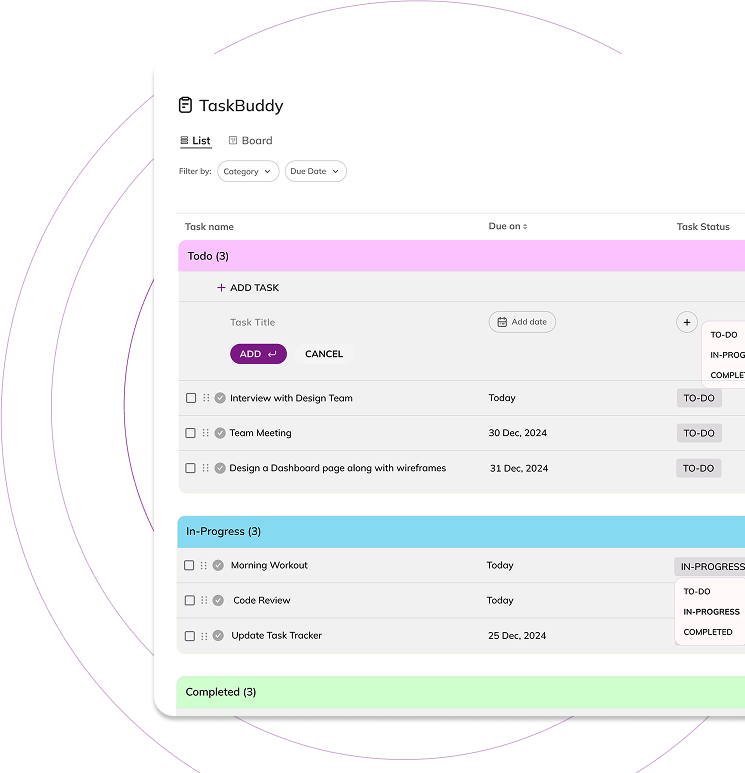 TaskBuddy
List Board
Filter by: Category Due Date
Task name Due on Task Status
Todo (3)
+ ADD TASK
Task Title Add date +
TO-DO
IN-PROG
COMPLET
ADD CANCEL
Interview with Design Team Today TO-DO
Team Meeting 30 Dec, 2024 TO-DO
Design a Dashboard page along with wireframes 31 Dec, 2024 TO-DO
In-Progress (3)
Morning Workout Today IN-PROGRESS
TO-DO
Code Review Today
IN-PROGRESS
COMPLETED
Update Task Tracker 25 Dec, 2024
Completed (3)